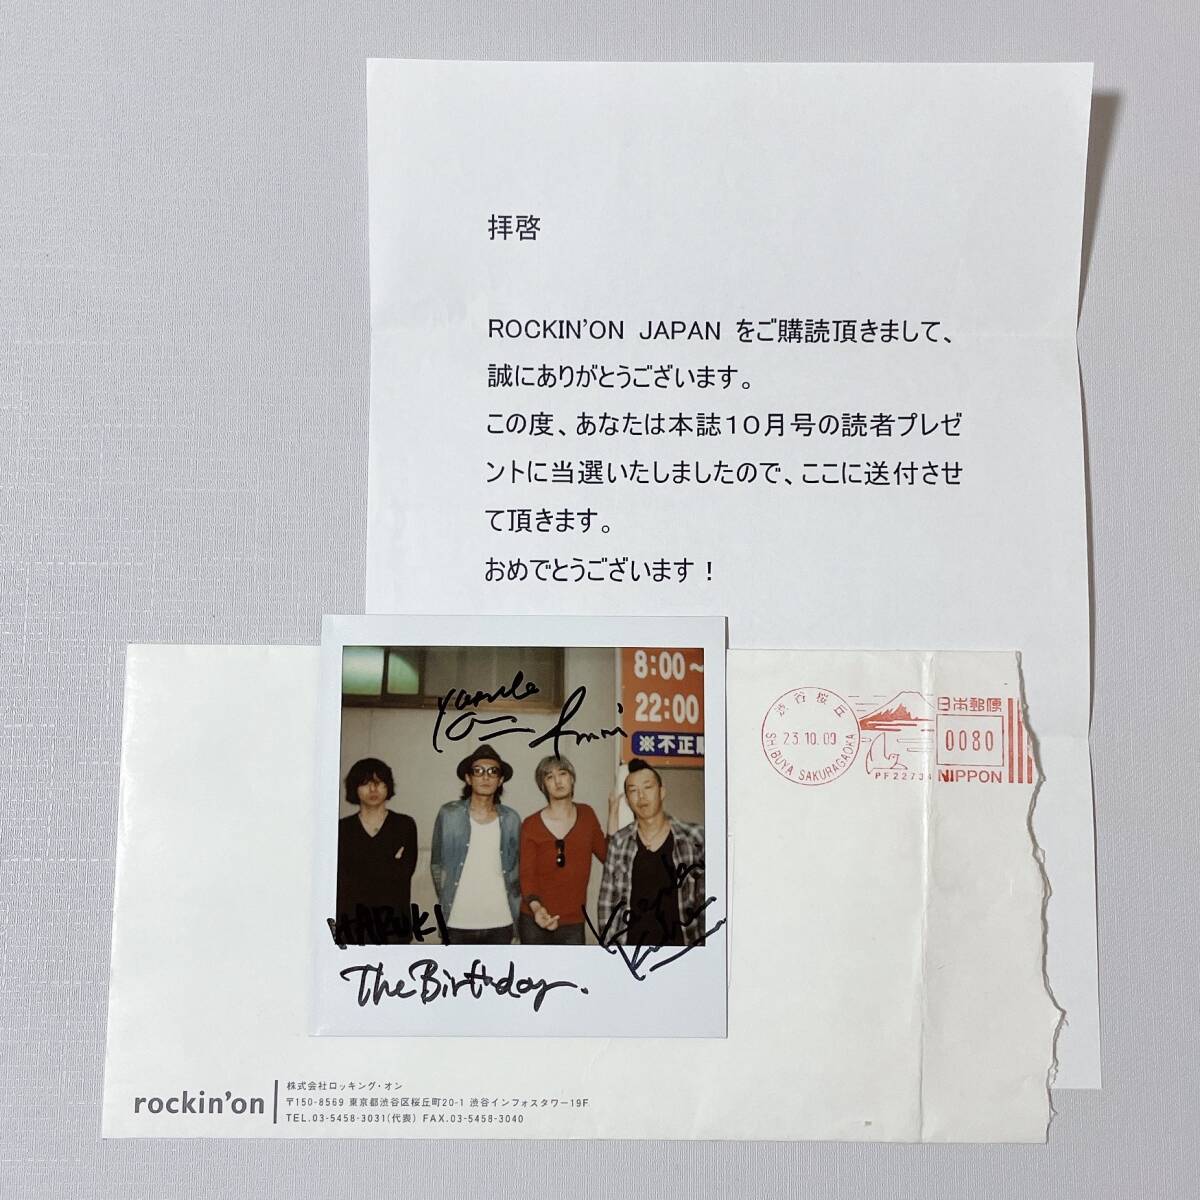 拝啓
ROCKIN'ON JAPAN をご購読頂きまして、
誠にありがとうございます。
この度、あなたは本誌10月号の読者プレゼ
ントに当選いたしましたので、ここに送付させ
て頂きます。
おめでとうございます！
8:00~
22:00
※不正
HARUKI
The Birthday.
渋谷桜丘
23.10.00
SHIBUYA SAKURAGAOKA
日本郵便
0080
PF22734
NIPPON
rockin'on
株式会社ロッキング・オン
〒150-8569 東京都渋谷区桜丘町20-1 渋谷インフォスタワー19F
TEL.03-5458-3031(代表) FAX.03-5458-3040